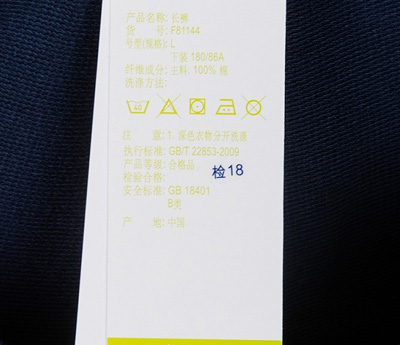 产品名称: 长裤
货 号: F81144
号型(规格): L
下装 180/86A
纤维成分: 主料: 100% 棉
洗涤方法:
40
注 意: 1. 深色衣物分开洗涤
执行标准: GB/T 22853-2009
产品等级: 合格品
检验合格: 检18
安全标准: GB 18401
B类
产 地: 中国